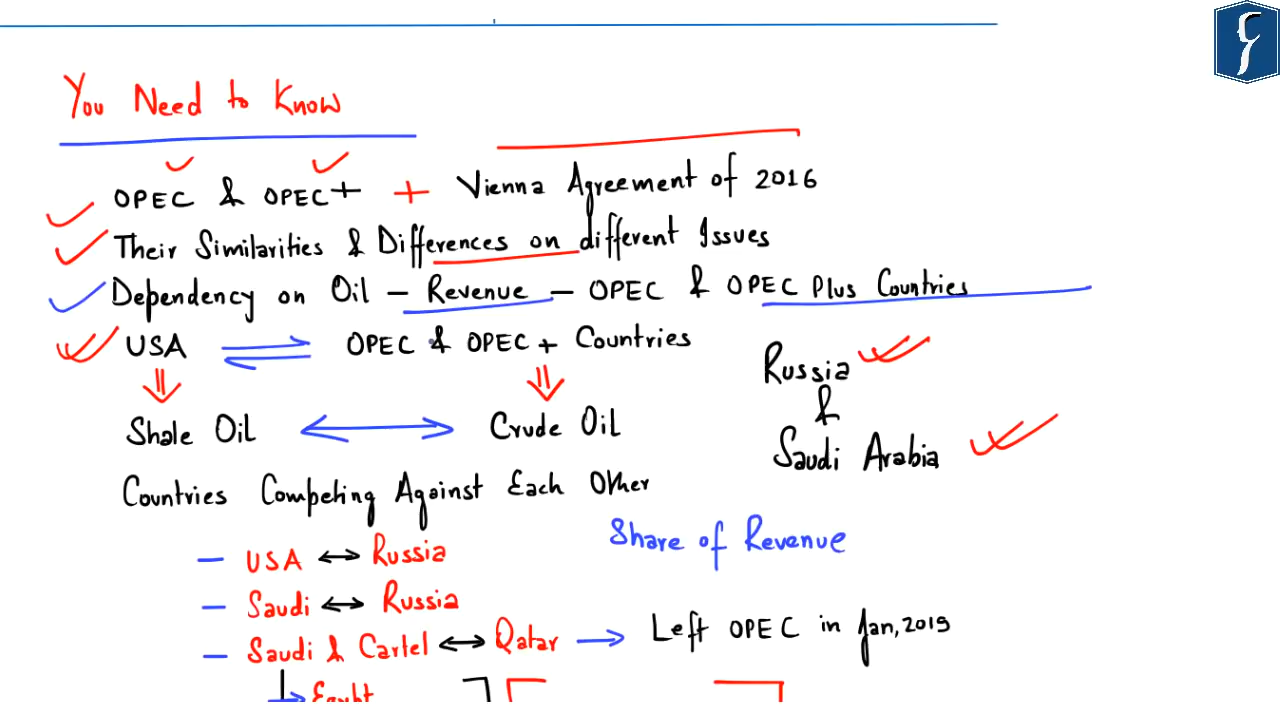 You Need to Know
OPEC & OPEC+ + Vienna Agreement of 2016
Their Similarities & Differences on different Issues
Dependency on Oil - Revenue - OPEC & OPEC Plus Countries
USA ⇌ OPEC & OPEC + Countries
Russia
&
Saudi Arabia
Shale Oil ↔ Crude Oil
Countries Competing Against Each Other
Share of Revenue
- USA ↔ Russia
- Saudi ↔ Russia
- Saudi & Cartel ↔ Qatar → Left OPEC in Jan, 2019